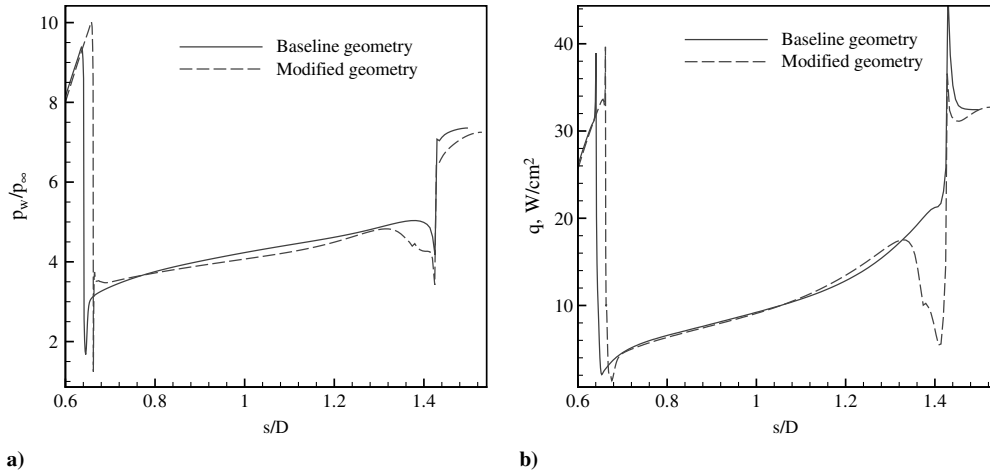 10
8
6
4
2
p_w/p_∞
Baseline geometry
Modified geometry
0.6
0.8
1
1.2
1.4
s/D
a)
40
30
20
10
q, W/cm²
Baseline geometry
Modified geometry
0.6
0.8
1
1.2
1.4
s/D
b)